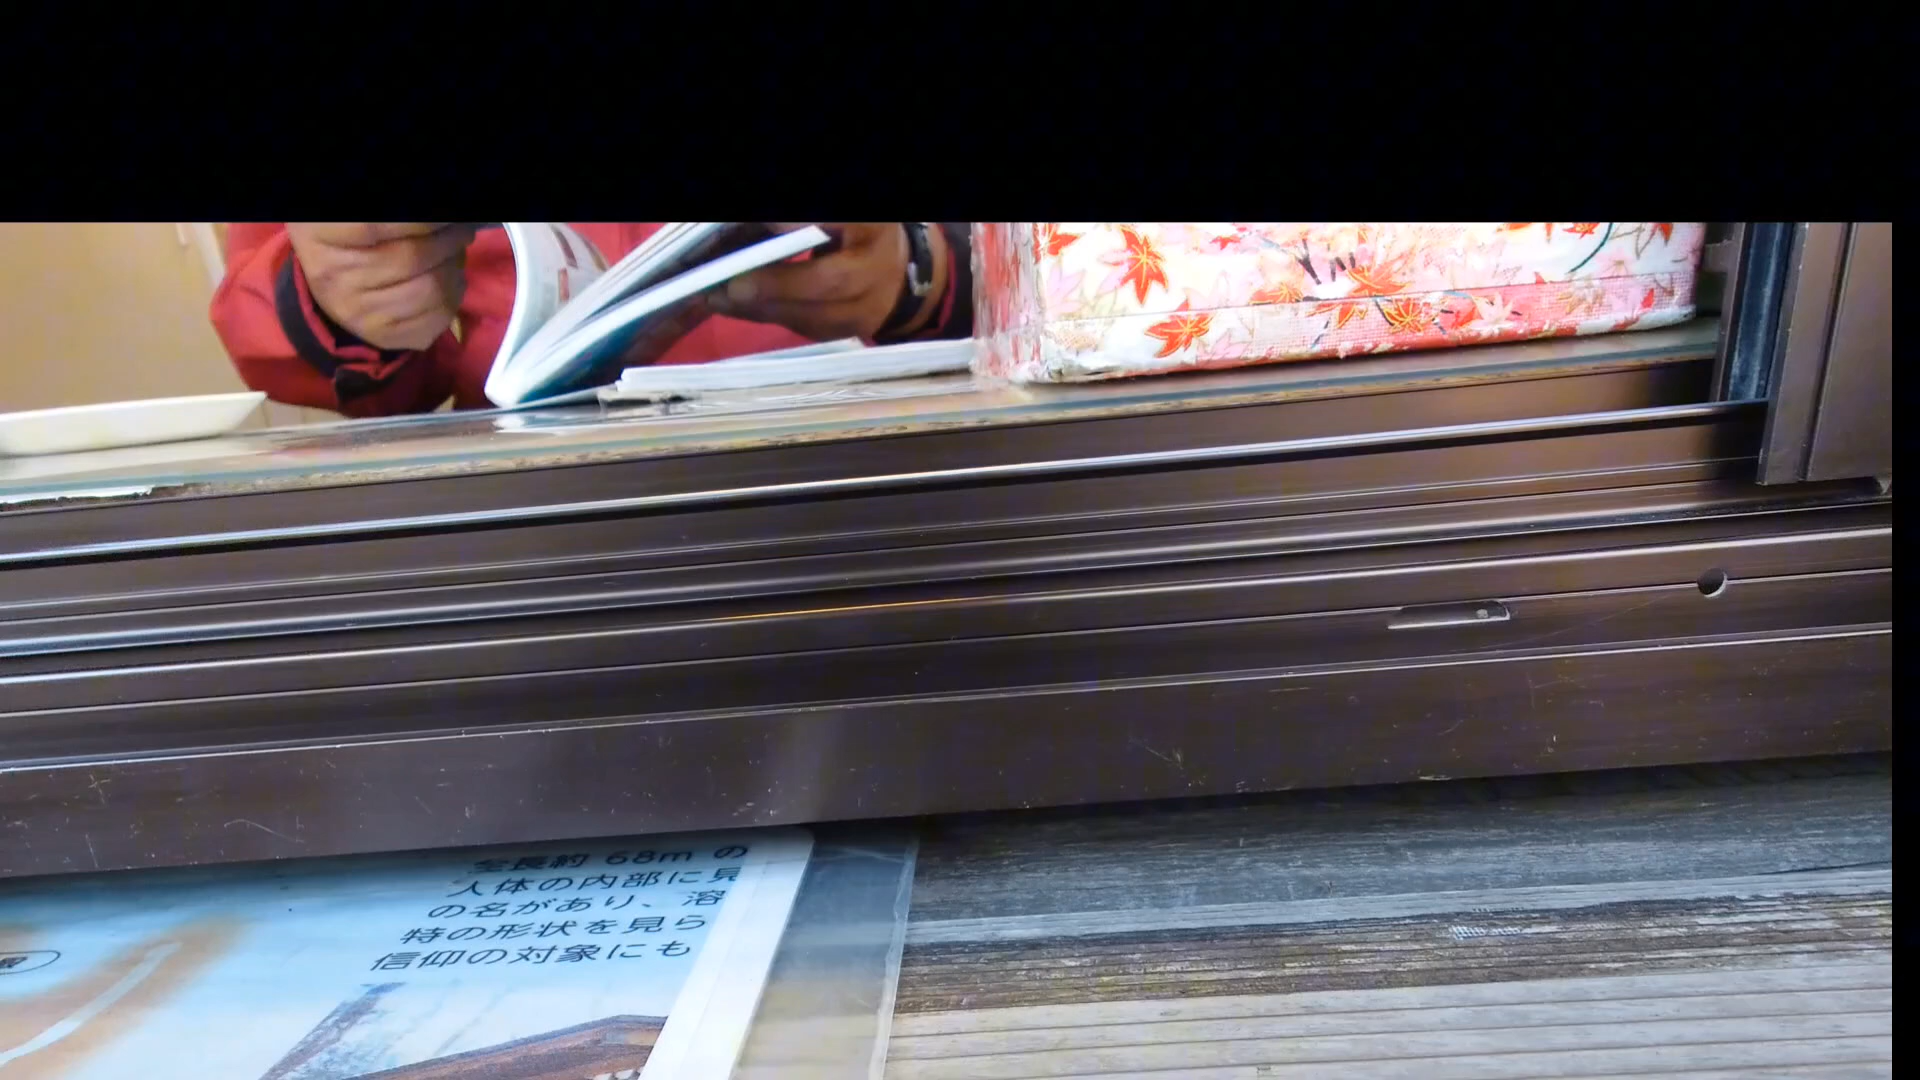 全長約 68m の
人体の内部に見
の名があり、溶
特の形状を見ら
信仰の対象にも